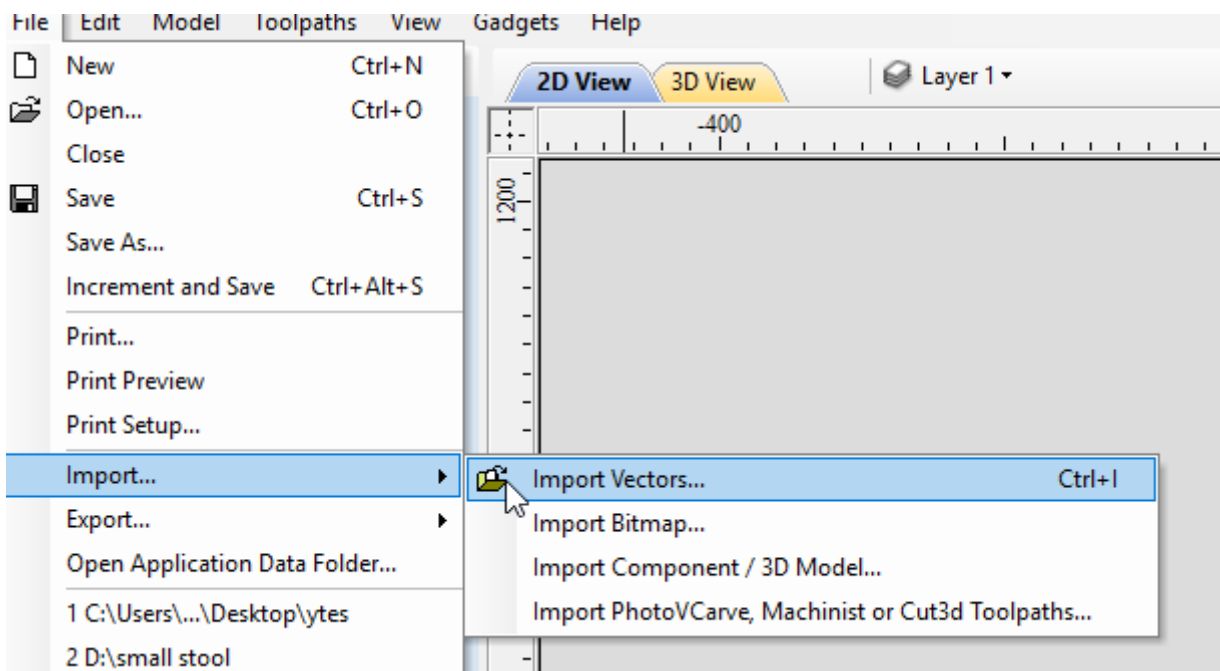 File Edit Model Toolpaths View Gadgets Help
New Ctrl+N
Open... Ctrl+O
Close
Save Ctrl+S
Save As...
Increment and Save Ctrl+Alt+S
Print...
Print Preview
Print Setup...
Import...
Export...
Open Application Data Folder...
1 C:\Users\...\Desktop\ytes
2 D:\small stool
2D View 3D View Layer 1
-400
1200
Import Vectors... Ctrl+I
Import Bitmap...
Import Component / 3D Model...
Import PhotoVCarve, Machinist or Cut3d Toolpaths...